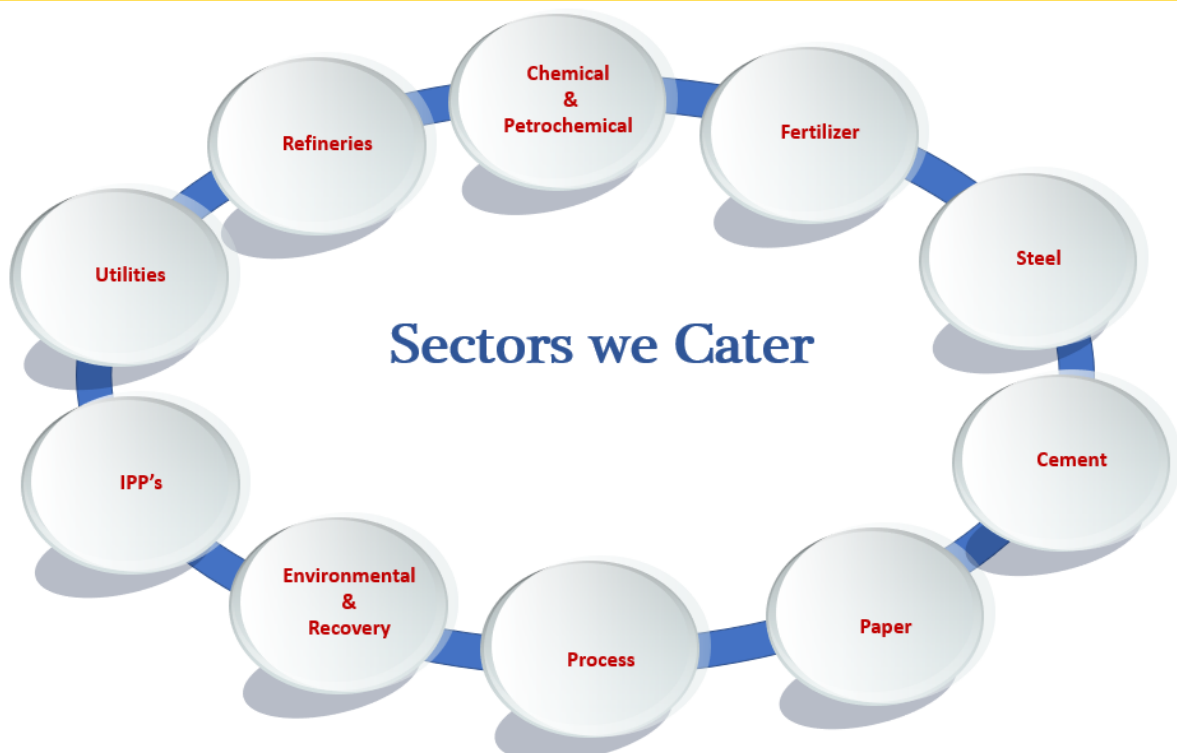 Chemical
&
Petrochemical
Refineries
Fertilizer
Steel
Utilities
Sectors we Cater
Cement
IPP's
Environmental
&
Recovery
Paper
Process